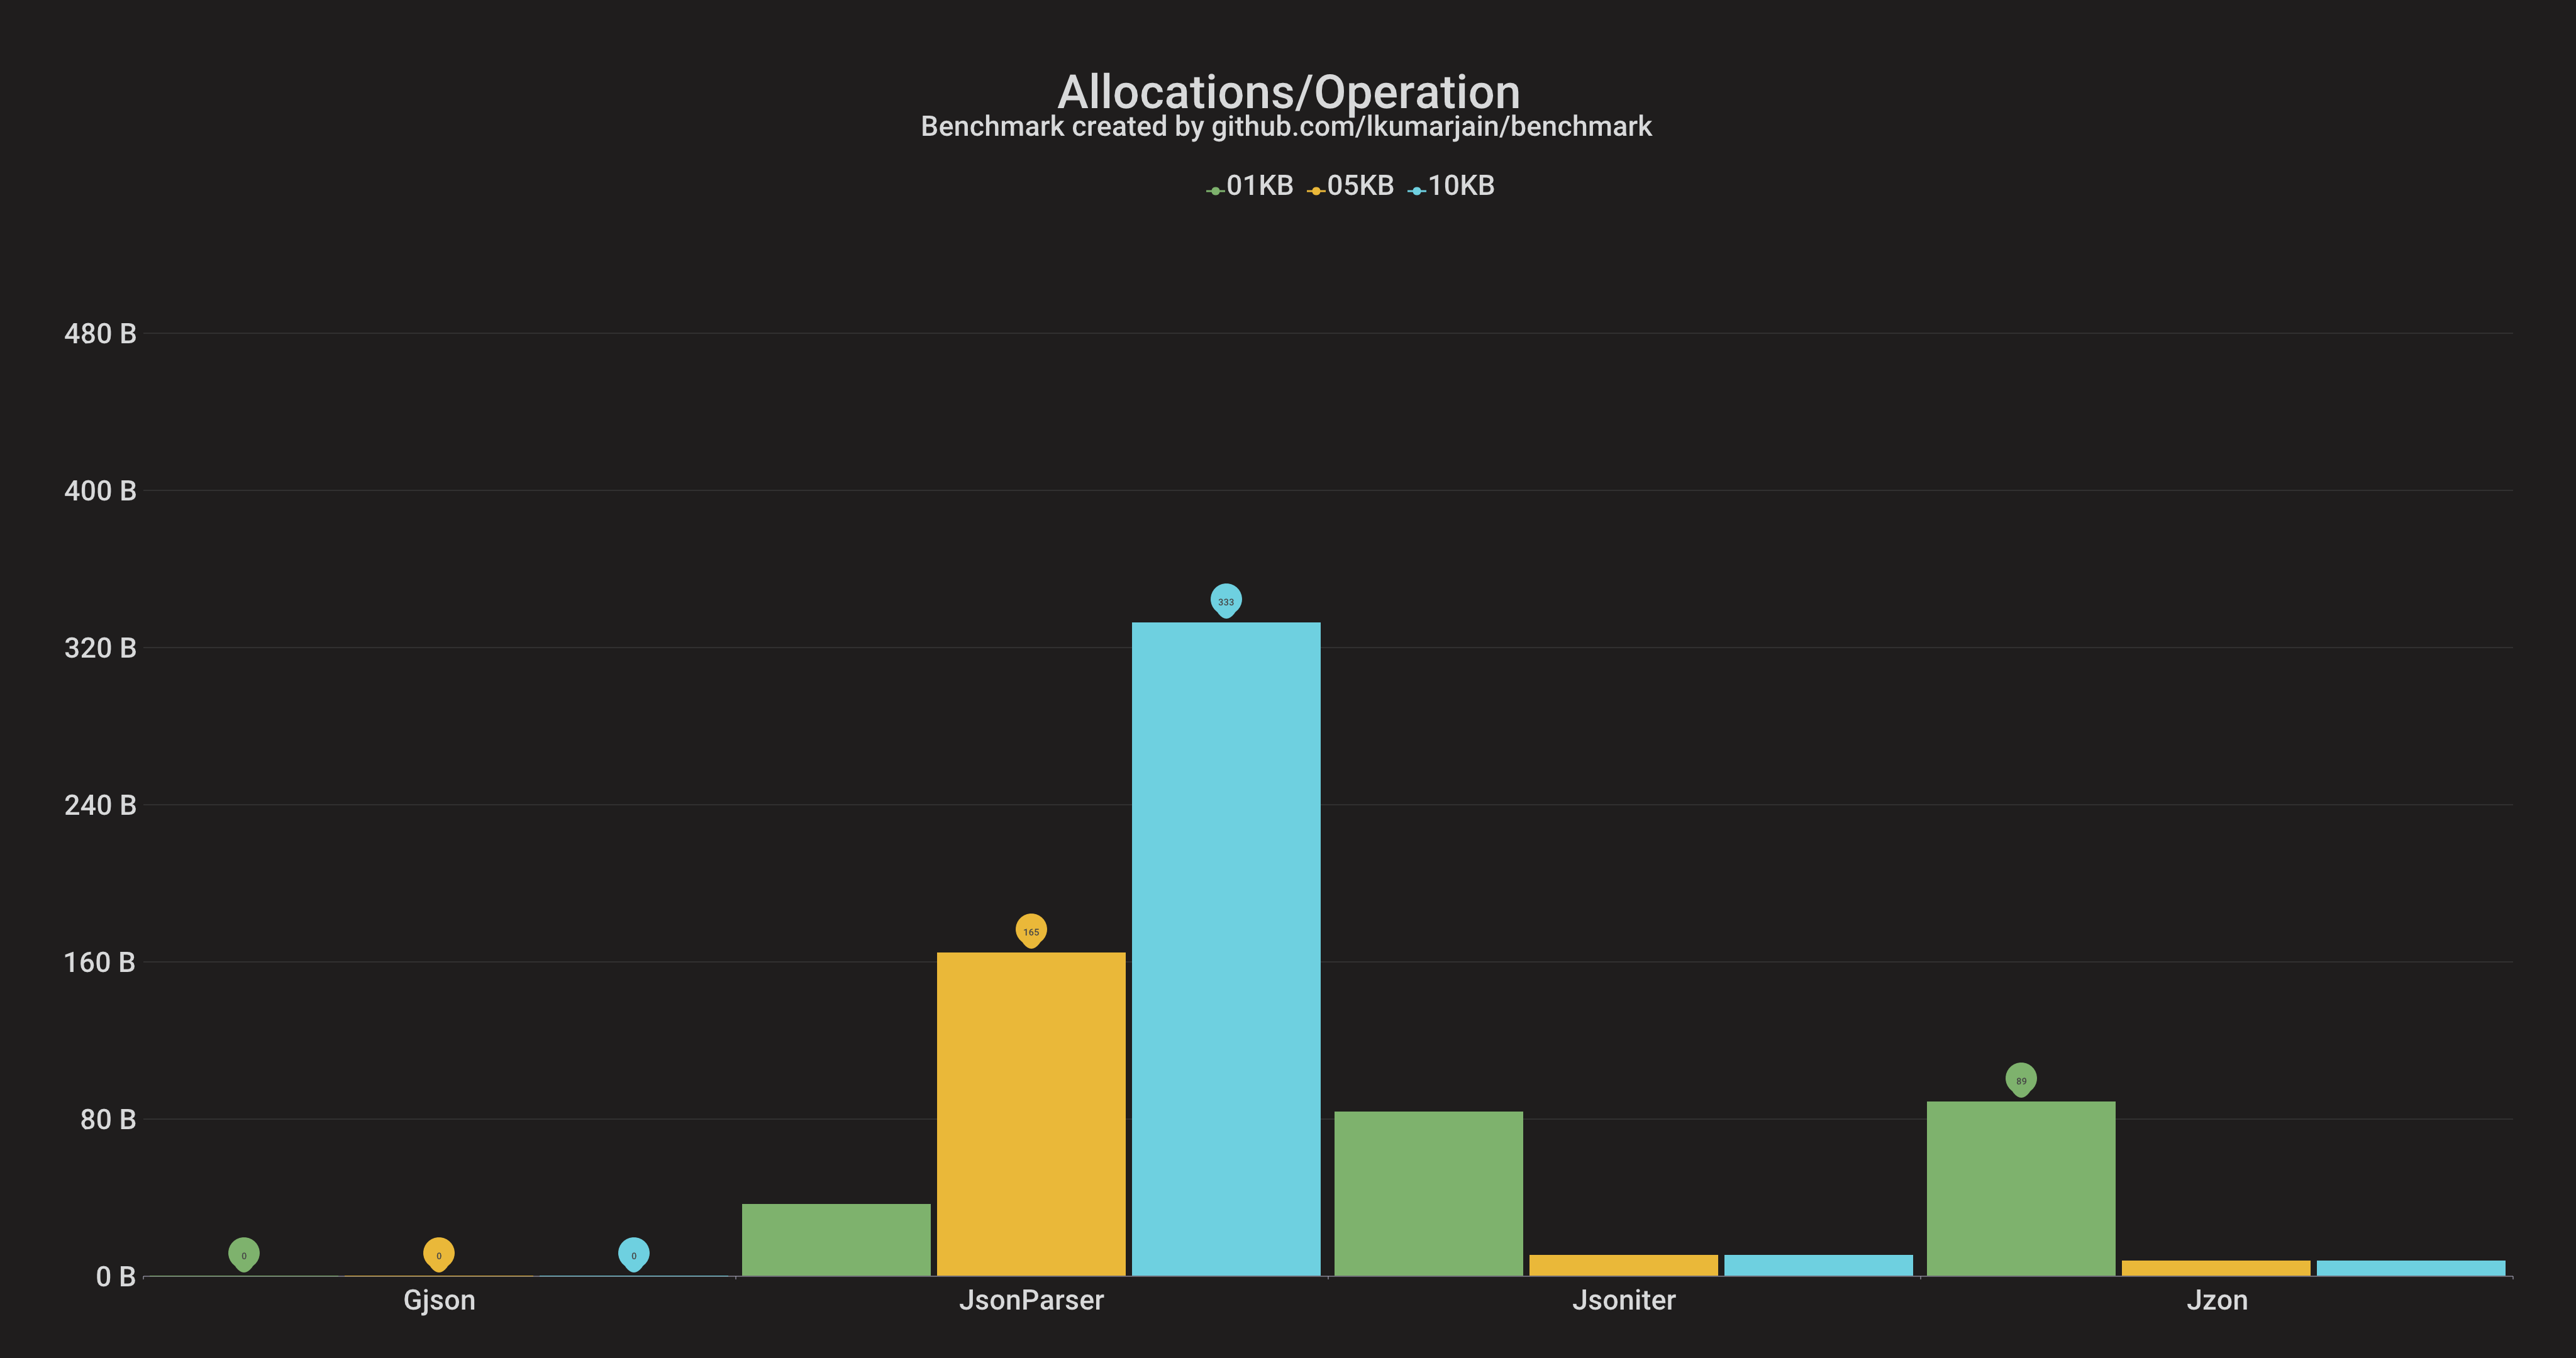 Allocations/Operation
Benchmark created by github.com/lkumarjain/benchmark
01KB 05KB 10KB
480 B
400 B
333
320 B
240 B
165
160 B
89
80 B
0 0 0
0 B
Gjson JsonParser Jsoniter Jzon